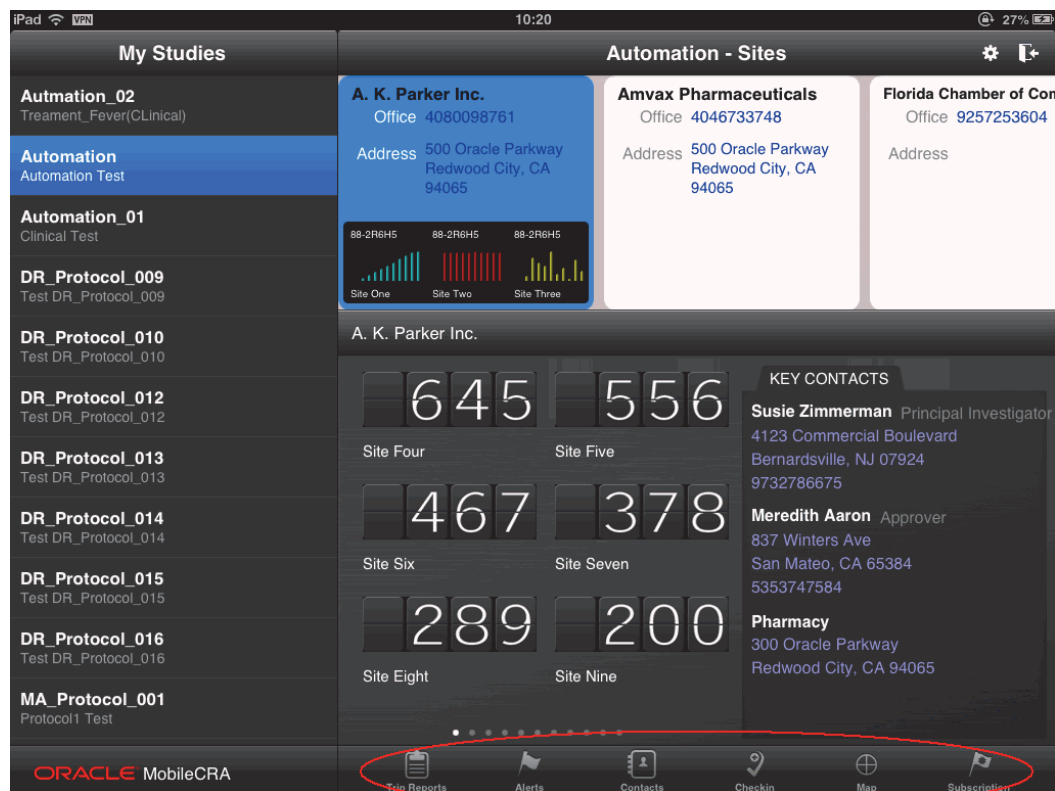 iPad VPN 10:20 27%
My Studies
Automation - Sites
Autmation_02
Treament_Fever(CLinical)
Automation
Automation Test
Automation_01
Clinical Test
DR_Protocol_009
Test DR_Protocol_009
DR_Protocol_010
Test DR_Protocol_010
DR_Protocol_012
Test DR_Protocol_012
DR_Protocol_013
Test DR_Protocol_013
DR_Protocol_014
Test DR_Protocol_014
DR_Protocol_015
Test DR_Protocol_015
DR_Protocol_016
Test DR_Protocol_016
MA_Protocol_001
Protocol1 Test
ORACLE MobileCRA
A. K. Parker Inc.
Office 4080098761
Address 500 Oracle Parkway
Redwood City, CA
94065
88-2R6H5 88-2R6H5 88-2R6H5
Site One Site Two Site Three
Amvax Pharmaceuticals
Office 4046733748
Address 500 Oracle Parkway
Redwood City, CA
94065
Florida Chamber of Con
Office 9257253604
Address
A. K. Parker Inc.
645 556
Site Four Site Five
467 378
Site Six Site Seven
289 200
Site Eight Site Nine
KEY CONTACTS
Susie Zimmerman Principal Investigator
4123 Commercial Boulevard
Bernardsville, NJ 07924
9732786675
Meredith Aaron Approver
837 Winters Ave
San Mateo, CA 65384
5353747584
Pharmacy
300 Oracle Parkway
Redwood City, CA 94065
Trip Reports Alerts Contacts Checkin Map Subscription